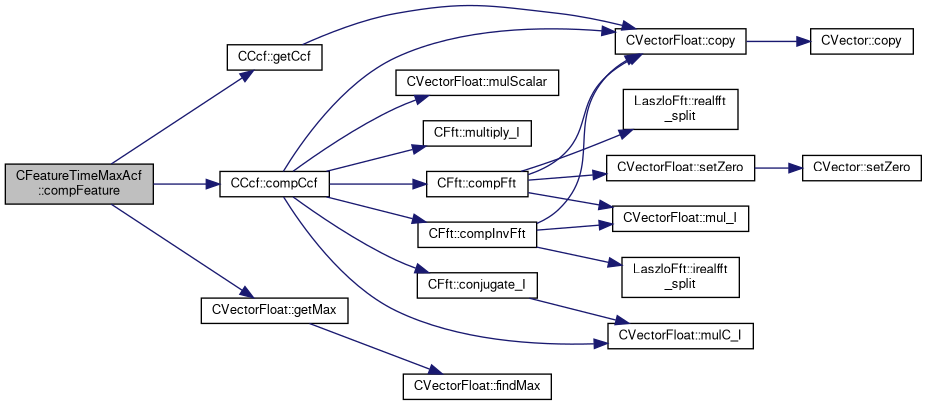 CFeatureTimeMaxAcf
::compFeature
CCcf::getCcf
CCcf::compCcf
CVectorFloat::getMax
CVectorFloat::mulScalar
CFft::multiply_I
CFft::compFft
CFft::compInvFft
CFft::conjugate_I
CVectorFloat::findMax
CVectorFloat::copy
LaszloFft::realfft
_split
CVectorFloat::setZero
CVectorFloat::mul_I
LaszloFft::irealfft
_split
CVectorFloat::mulC_I
CVector::copy
CVector::setZero